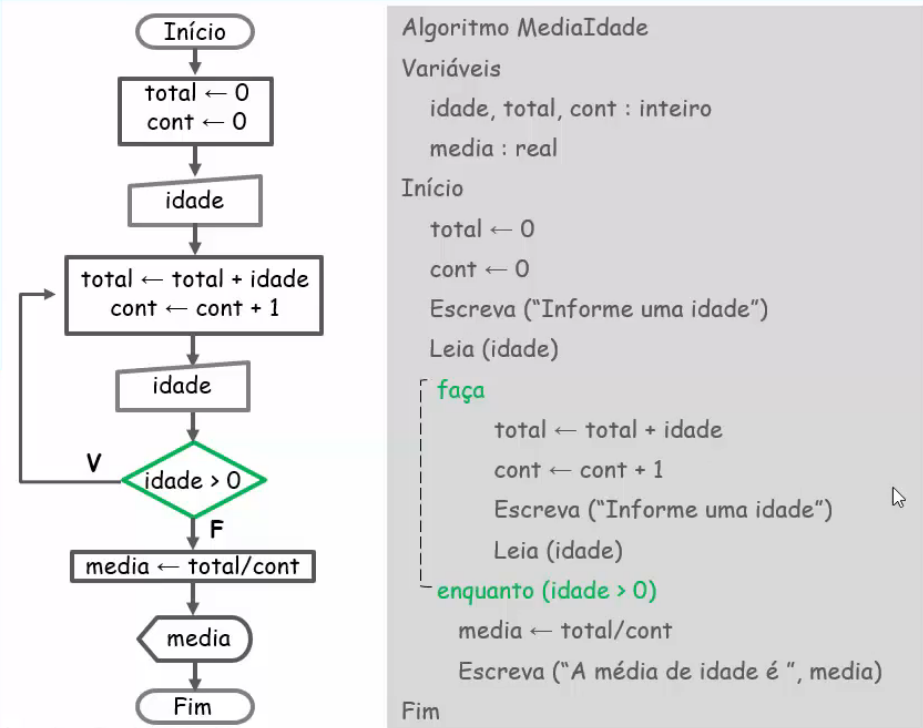 Início
total ← 0
cont ← 0
idade
total ← total + idade
cont ← cont + 1
idade
V
idade > 0
F
media ← total/cont
media
Fim
Algoritmo MediaIdade
Variáveis
idade, total, cont : inteiro
media : real
Início
total ← 0
cont ← 0
Escreva (“Informe uma idade”)
Leia (idade)
faça
total ← total + idade
cont ← cont + 1
Escreva (“Informe uma idade”)
Leia (idade)
enquanto (idade > 0)
media ← total/cont
Escreva (“A média de idade é ”, media)
Fim